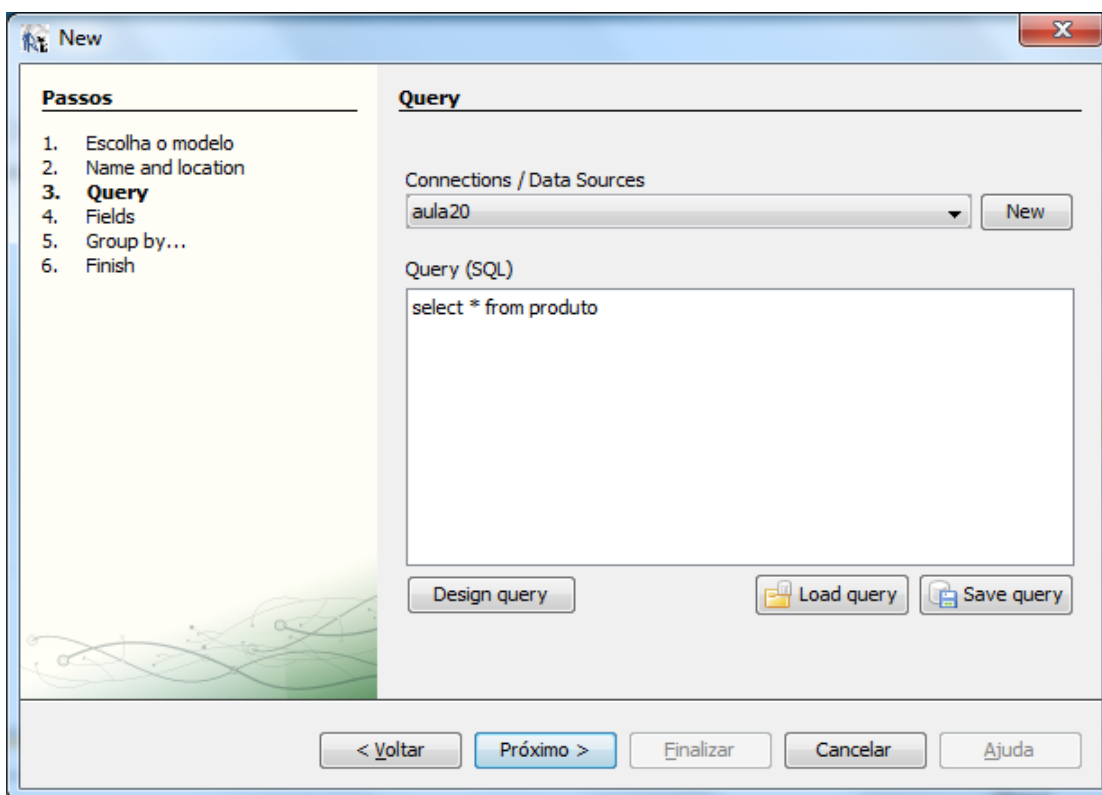 New
Passos
1. Escolha o modelo
2. Name and location
3. Query
4. Fields
5. Group by...
6. Finish
Query
Connections / Data Sources
aula20 New
Query (SQL)
select * from produto
Design query Load query Save query
< Voltar Próximo > Finalizar Cancelar Ajuda